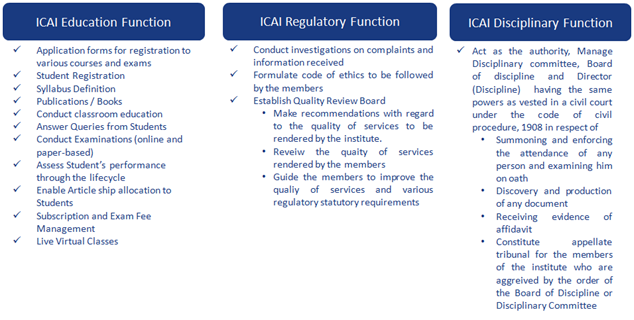 ICAI Education Function
✓ Application forms for registration to
various courses and exams
✓ Student Registration
✓ Syllabus Definition
✓ Publications / Books
✓ Conduct classroom education
✓ Answer Queries from Students
✓ Conduct Examinations (online and
paper-based)
✓ Assess Student's performance
through the lifecycle
✓ Enable Article ship allocation to
Students
✓ Subscription and Exam Fee
Management
✓ Live Virtual Classes
ICAI Regulatory Function
✓ Conduct investigations on complaints and
information received
✓ Formulate code of ethics to be followed
by the members
✓ Establish Quality Review Board
• Make recommendations with regard
to the quality of services to be
rendered by the institute.
• Reveiw the quaity of services
rendered by the members
• Guide the members to improve the
qualiy of services and various
regulatory statutory requirements
ICAI Disciplinary Function
✓ Act as the authority, Manage
Disciplinary committee, Board
of discipline and Director
(Discipline) having the same
powers as vested in a civil court
under the code of civil
procedure, 1908 in respect of
• Summoning and enforcing
the attendance of any
person and examining him
on oath
• Discovery and production
of any document
• Receiving evidence of
affidavit
• Constitute appellate
tribunal for the members
of the institute who are
aggreived by the order of
the Board of Discipline or
Disciplinary Committee